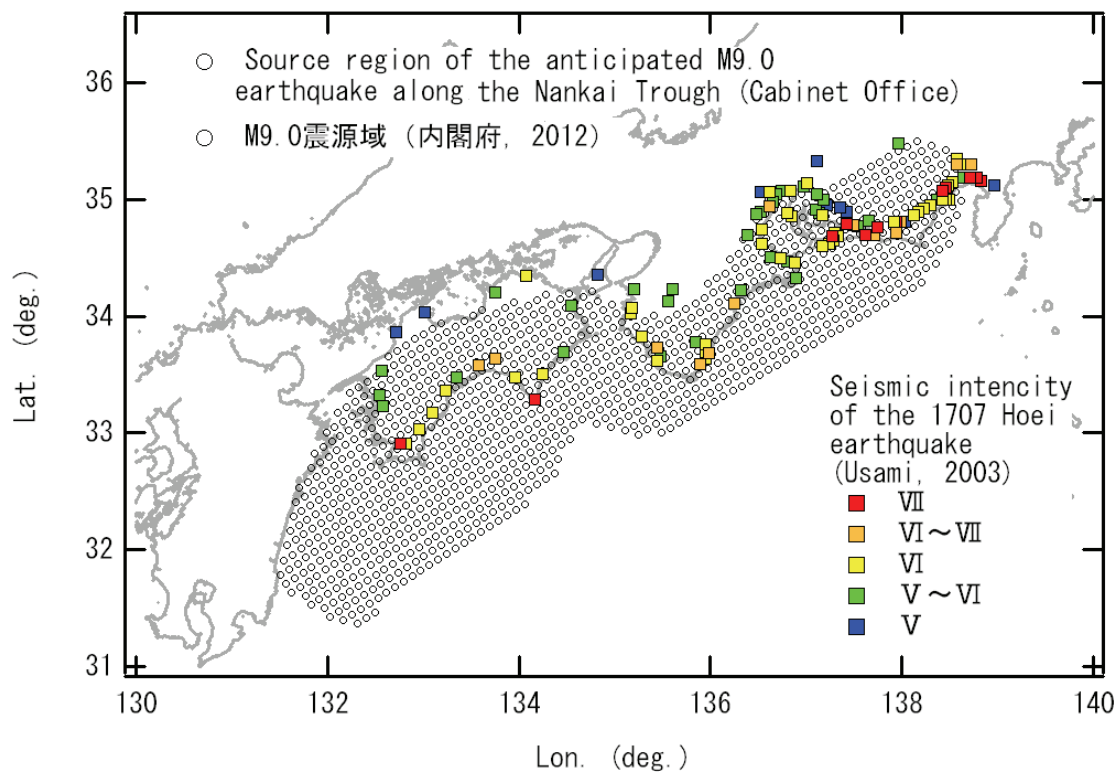 Source region of the anticipated M9.0
earthquake along the Nankai Trough (Cabinet Office)
M9.0震源域 (内閣府, 2012)
Seismic intencity
of the 1707 Hoei
earthquake
(Usami, 2003)
Ⅶ
Ⅵ～Ⅶ
Ⅵ
Ⅴ～Ⅵ
Ⅴ
Lat. (deg.)
36
35
34
33
32
31
130
132
134
136
138
140
Lon. (deg.)